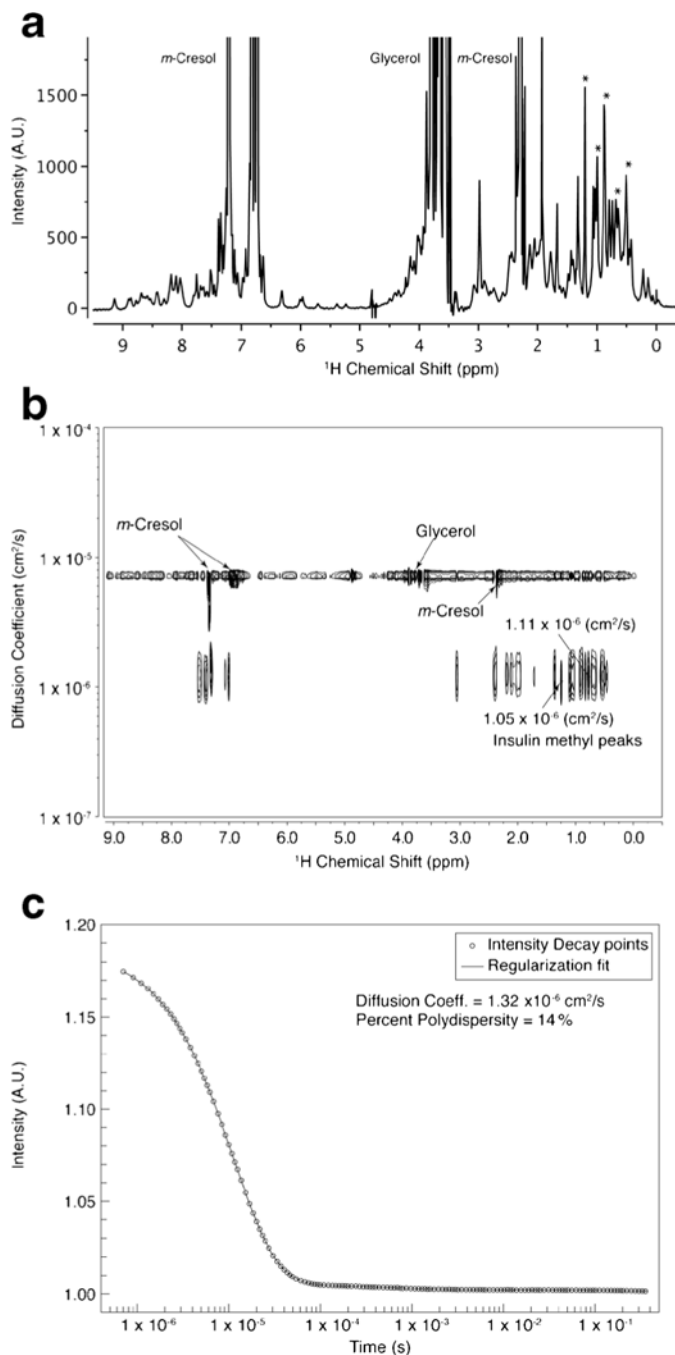 a
m-Cresol
Glycerol
m-Cresol
*
*
*
*
*
1500
1000
500
0
Intensity (A.U.)
9 8 7 6 5 4 3 2 1 0
¹H Chemical Shift (ppm)
b
1 x 10⁻⁴
1 x 10⁻⁵
1 x 10⁻⁶
1 x 10⁻⁷
Diffusion Coefficient (cm²/s)
m-Cresol
Glycerol
m-Cresol
1.11 x 10⁻⁶ (cm²/s)
1.05 x 10⁻⁶ (cm²/s)
Insulin methyl peaks
9.0 8.0 7.0 6.0 5.0 4.0 3.0 2.0 1.0 0.0
¹H Chemical Shift (ppm)
c
1.20
1.15
1.10
1.05
1.00
Intensity (A.U.)
Intensity Decay points
Regularization fit
Diffusion Coeff. = 1.32 x10⁻⁶ cm²/s
Percent Polydispersity = 14%
1 x 10⁻⁶ 1 x 10⁻⁵ 1 x 10⁻⁴ 1 x 10⁻³ 1 x 10⁻² 1 x 10⁻¹
Time (s)